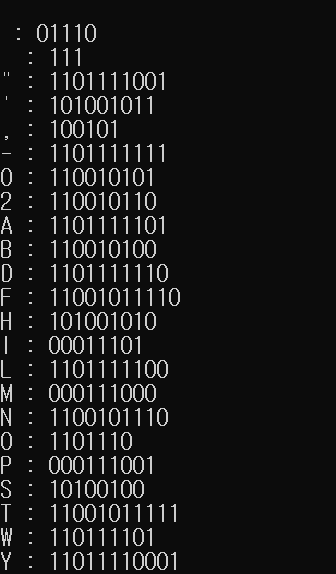 : 01110
: 111
" : 1101111001
' : 101001011
, : 100101
- : 1101111111
0 : 110010101
2 : 110010110
A : 1101111101
B : 110010100
D : 1101111110
F : 11001011110
H : 101001010
I : 00011101
L : 1101111100
M : 000111000
N : 1100101110
O : 1101110
P : 000111001
S : 10100100
T : 11001011111
W : 110111101
Y : 11011110001